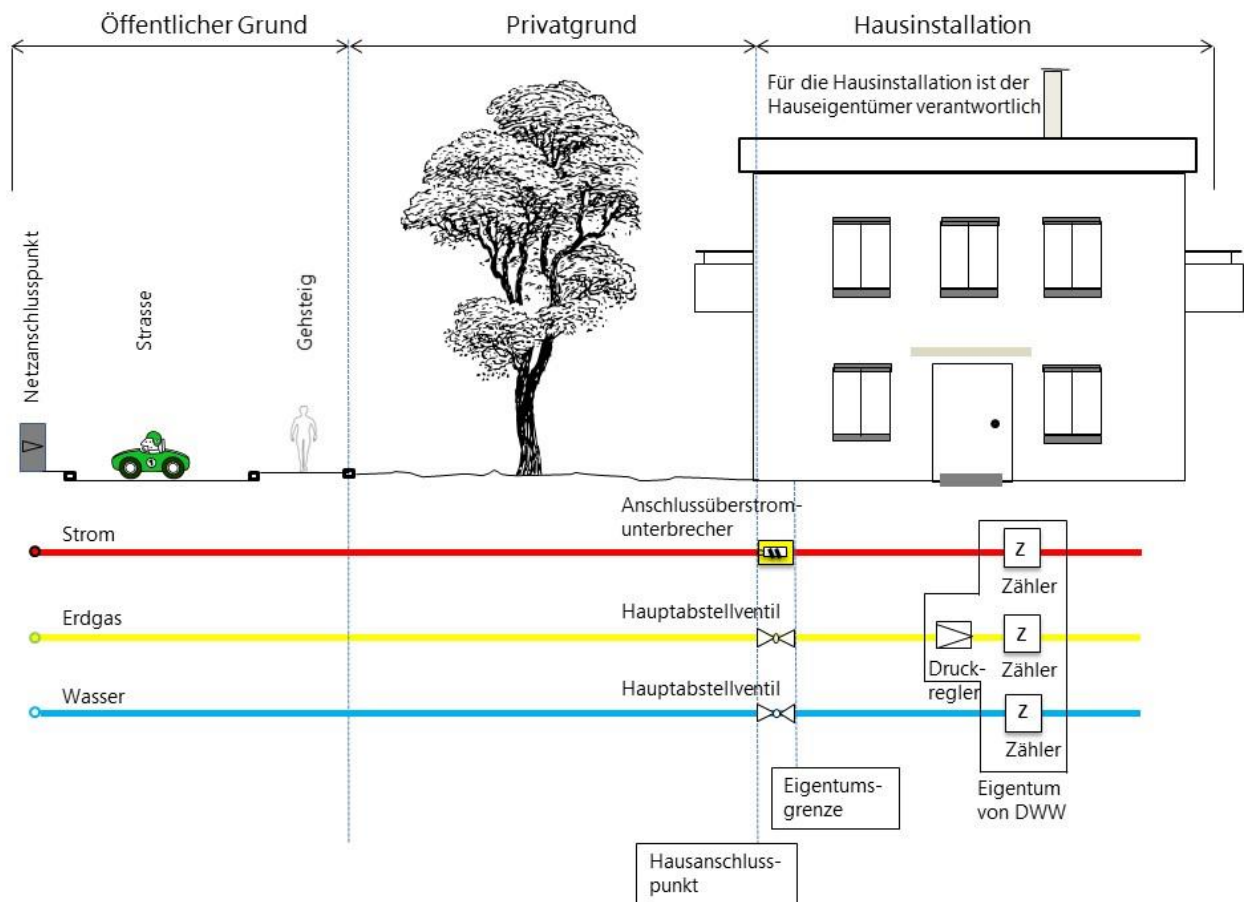 Öffentlicher Grund
Privatgrund
Hausinstallation
Für die Hausinstallation ist der
Hauseigentümer verantwortlich
Netzanschlusspunkt
Strasse
Gehsteig
1
Anschlussüberstrom-
unterbrecher
Strom
Z
Zähler
Erdgas
Hauptabstellventil
Z
Druck-
regler
Zähler
Wasser
Hauptabstellventil
Z
Zähler
Eigentums-
grenze
Eigentum
von DWW
Hausanschluss-
punkt